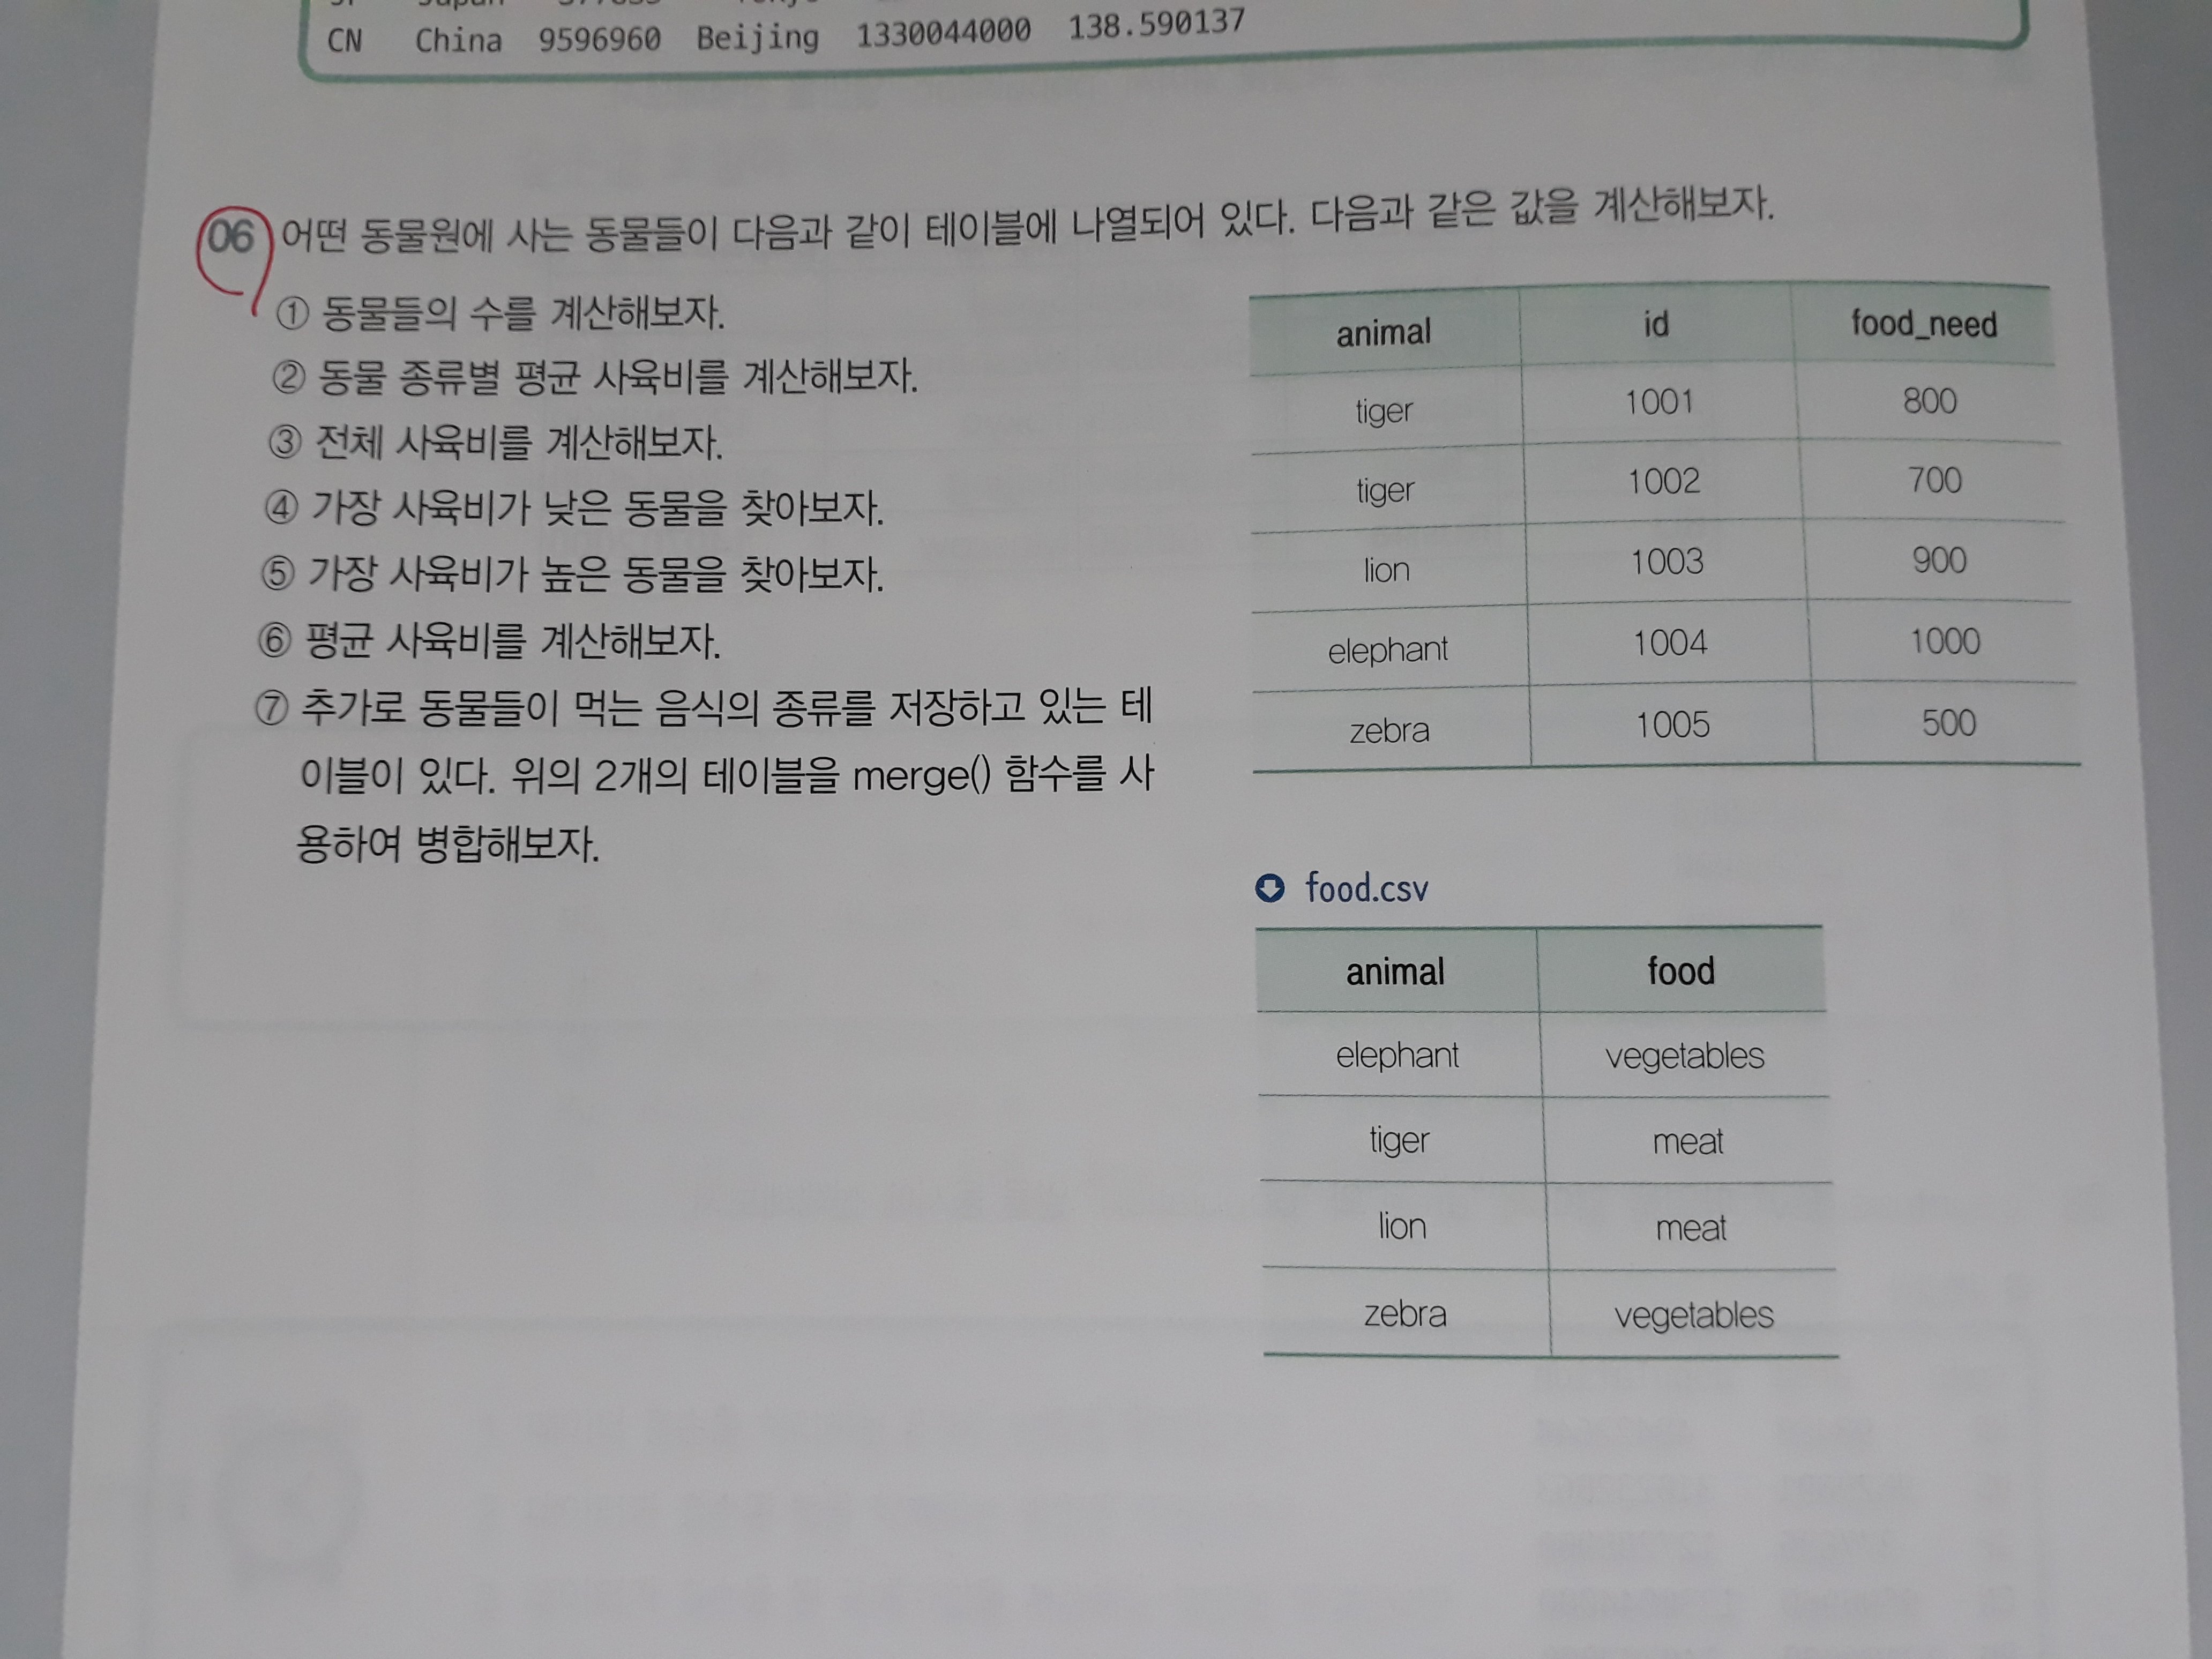 CN China 9596960 Beijing 1330044000 138.590137
06 어떤 동물원에 사는 동물들이 다음과 같이 테이블에 나열되어 있다. 다음과 같은 값을 계산해보자.
① 동물들의 수를 계산해보자.
② 동물 종류별 평균 사육비를 계산해보자.
③ 전체 사육비를 계산해보자.
④ 가장 사육비가 낮은 동물을 찾아보자.
⑤ 가장 사육비가 높은 동물을 찾아보자.
⑥ 평균 사육비를 계산해보자.
⑦ 추가로 동물들이 먹는 음식의 종류를 저장하고 있는 테
이블이 있다. 위의 2개의 테이블을 merge() 함수를 사
용하여 병합해보자.
animal id food_need
tiger 1001 800
tiger 1002 700
lion 1003 900
elephant 1004 1000
zebra 1005 500
food.csv
animal food
elephant vegetables
tiger meat
lion meat
zebra vegetables